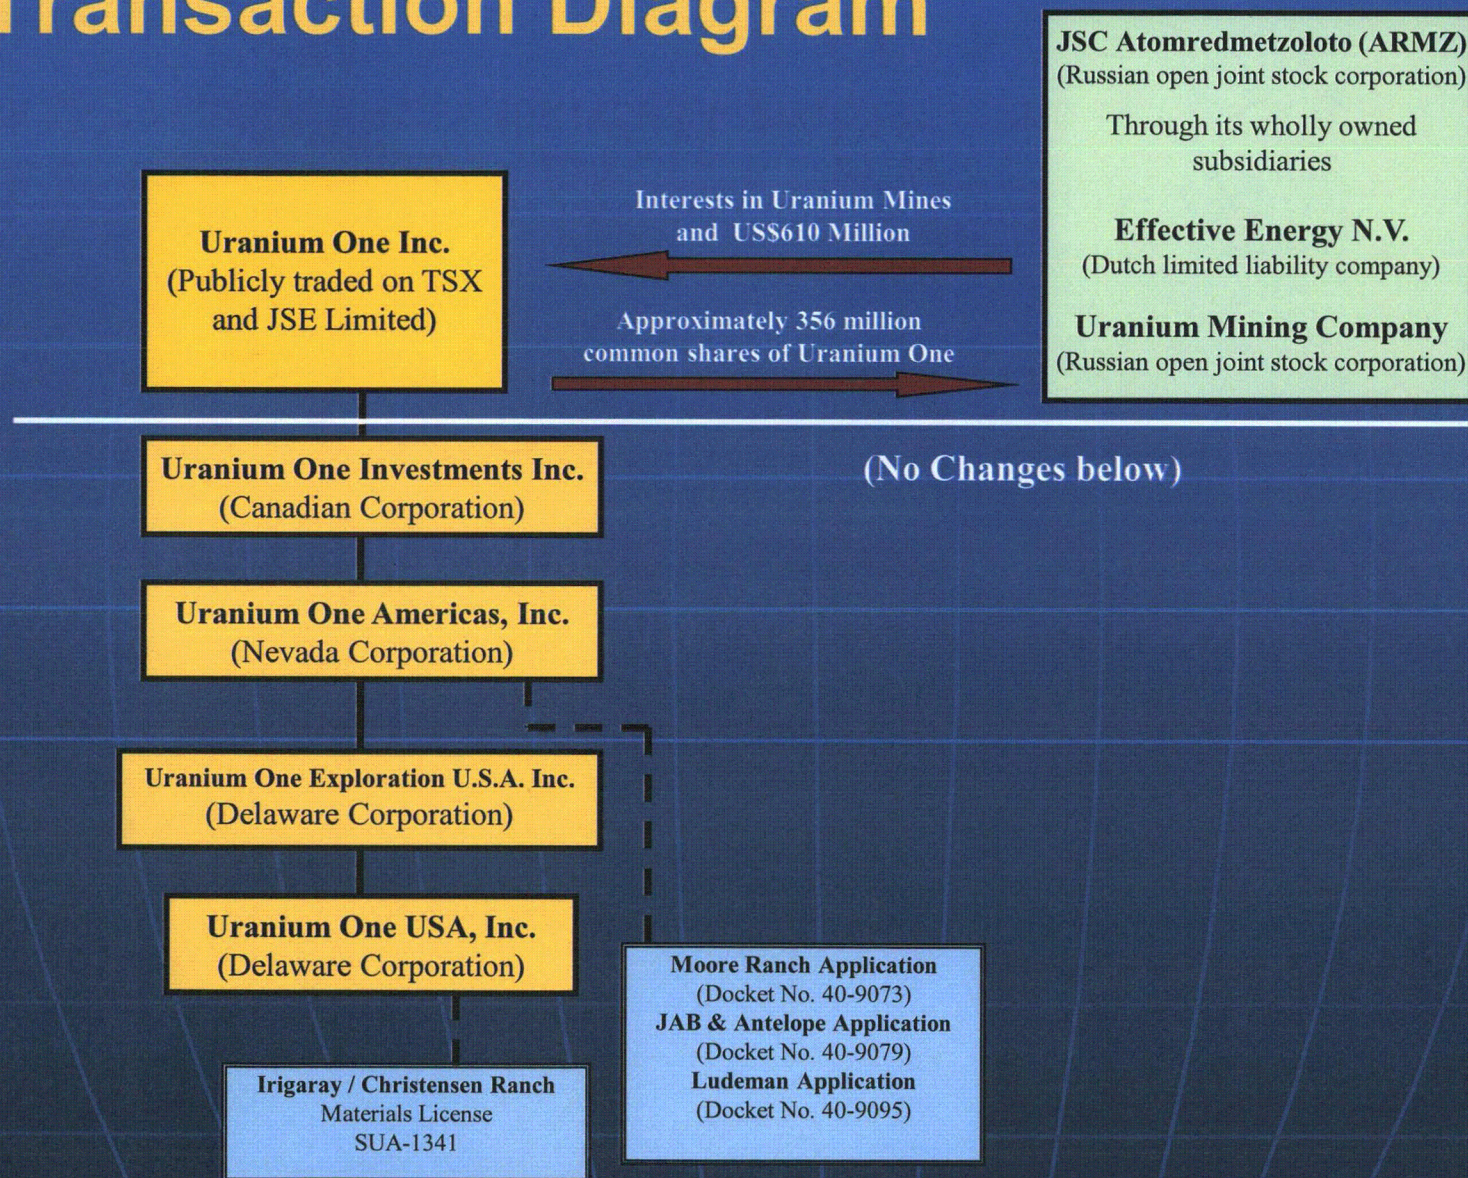 Transaction Diagram
JSC Atomredmetzoloto (ARMZ)
(Russian open joint stock corporation)
Through its wholly owned
subsidiaries
Effective Energy N.V.
(Dutch limited liability company)
Uranium Mining Company
(Russian open joint stock corporation)
Interests in Uranium Mines
and US$610 Million
Approximately 356 million
common shares of Uranium One
Uranium One Inc.
(Publicly traded on TSX
and JSE Limited)
(No Changes below)
Uranium One Investments Inc.
(Canadian Corporation)
Uranium One Americas, Inc.
(Nevada Corporation)
Uranium One Exploration U.S.A. Inc.
(Delaware Corporation)
Uranium One USA, Inc.
(Delaware Corporation)
Moore Ranch Application
(Docket No. 40-9073)
JAB & Antelope Application
(Docket No. 40-9079)
Ludeman Application
(Docket No. 40-9095)
Irigaray / Christensen Ranch
Materials License
SUA-1341